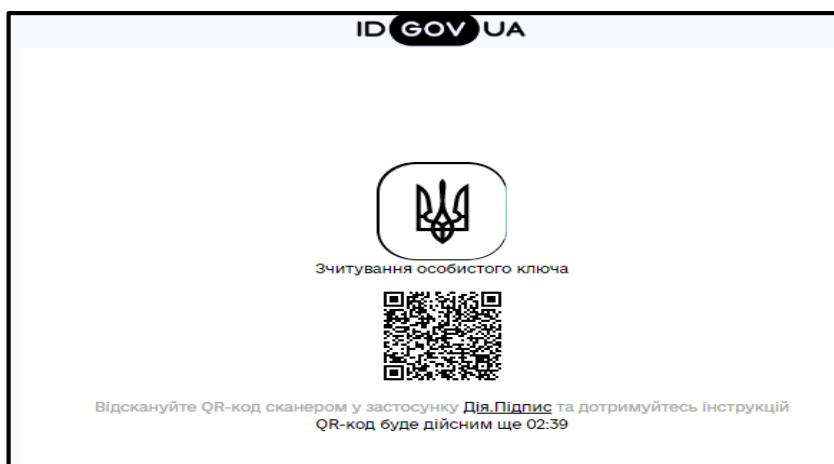 ID GOV UA
Зчитування особистого ключа
Відскануйте QR-код сканером у застосунку Дія.Підпис та дотримуйтесь інструкцій
QR-код буде дійсним ще 02:39